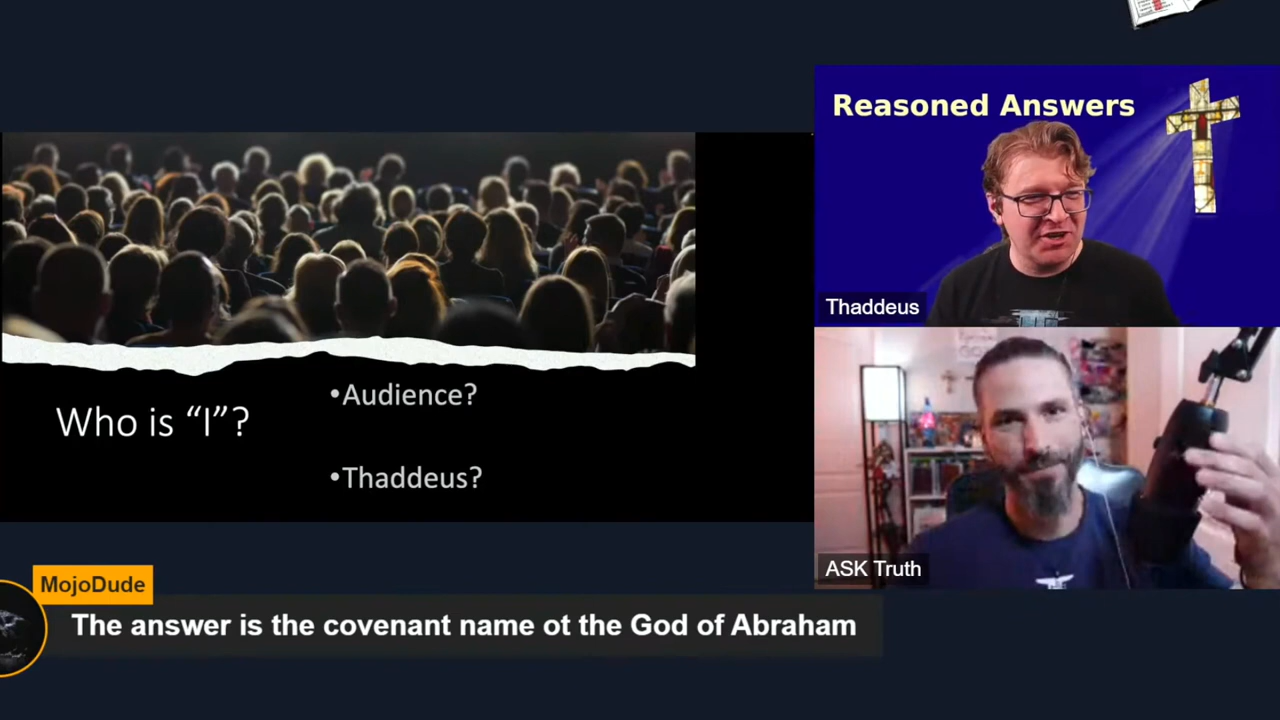 Reasoned Answers
Thaddeus
Who is “I”?
•Audience?
•Thaddeus?
ASK Truth
MojoDude
The answer is the covenant name ot the God of Abraham